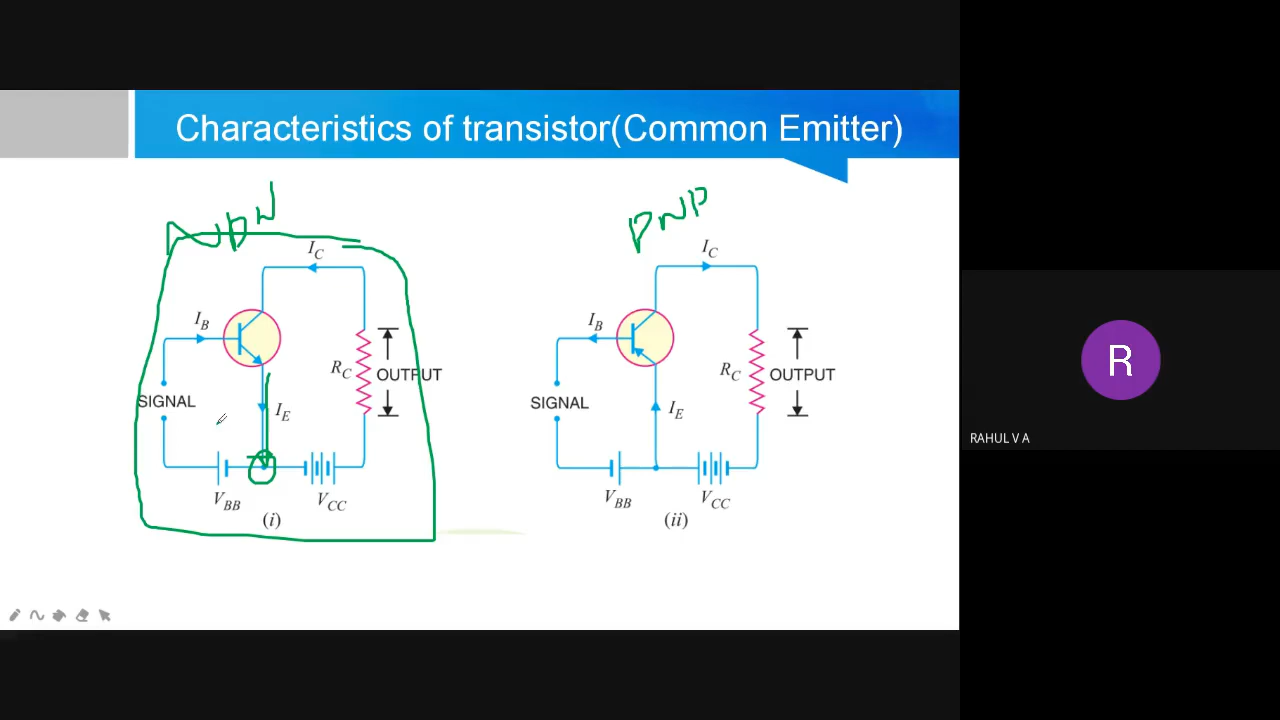 Characteristics of transistor(Common Emitter)
NPN
PNP
I_C
I_C
I_B
I_B
R_C
OUTPUT
R_C
OUTPUT
SIGNAL
I_E
SIGNAL
I_E
V_BB
V_CC
V_BB
V_CC
(i)
(ii)
R
RAHUL V A